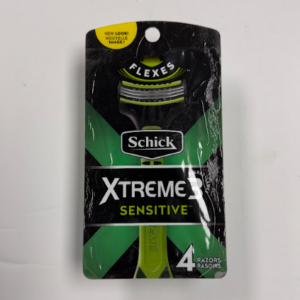 NEW LOOK!
NOUVELLE
IMAGE!
FLEXES
Schick
XTREME3
SENSITIVE
4 RAZORS
RASOIRS